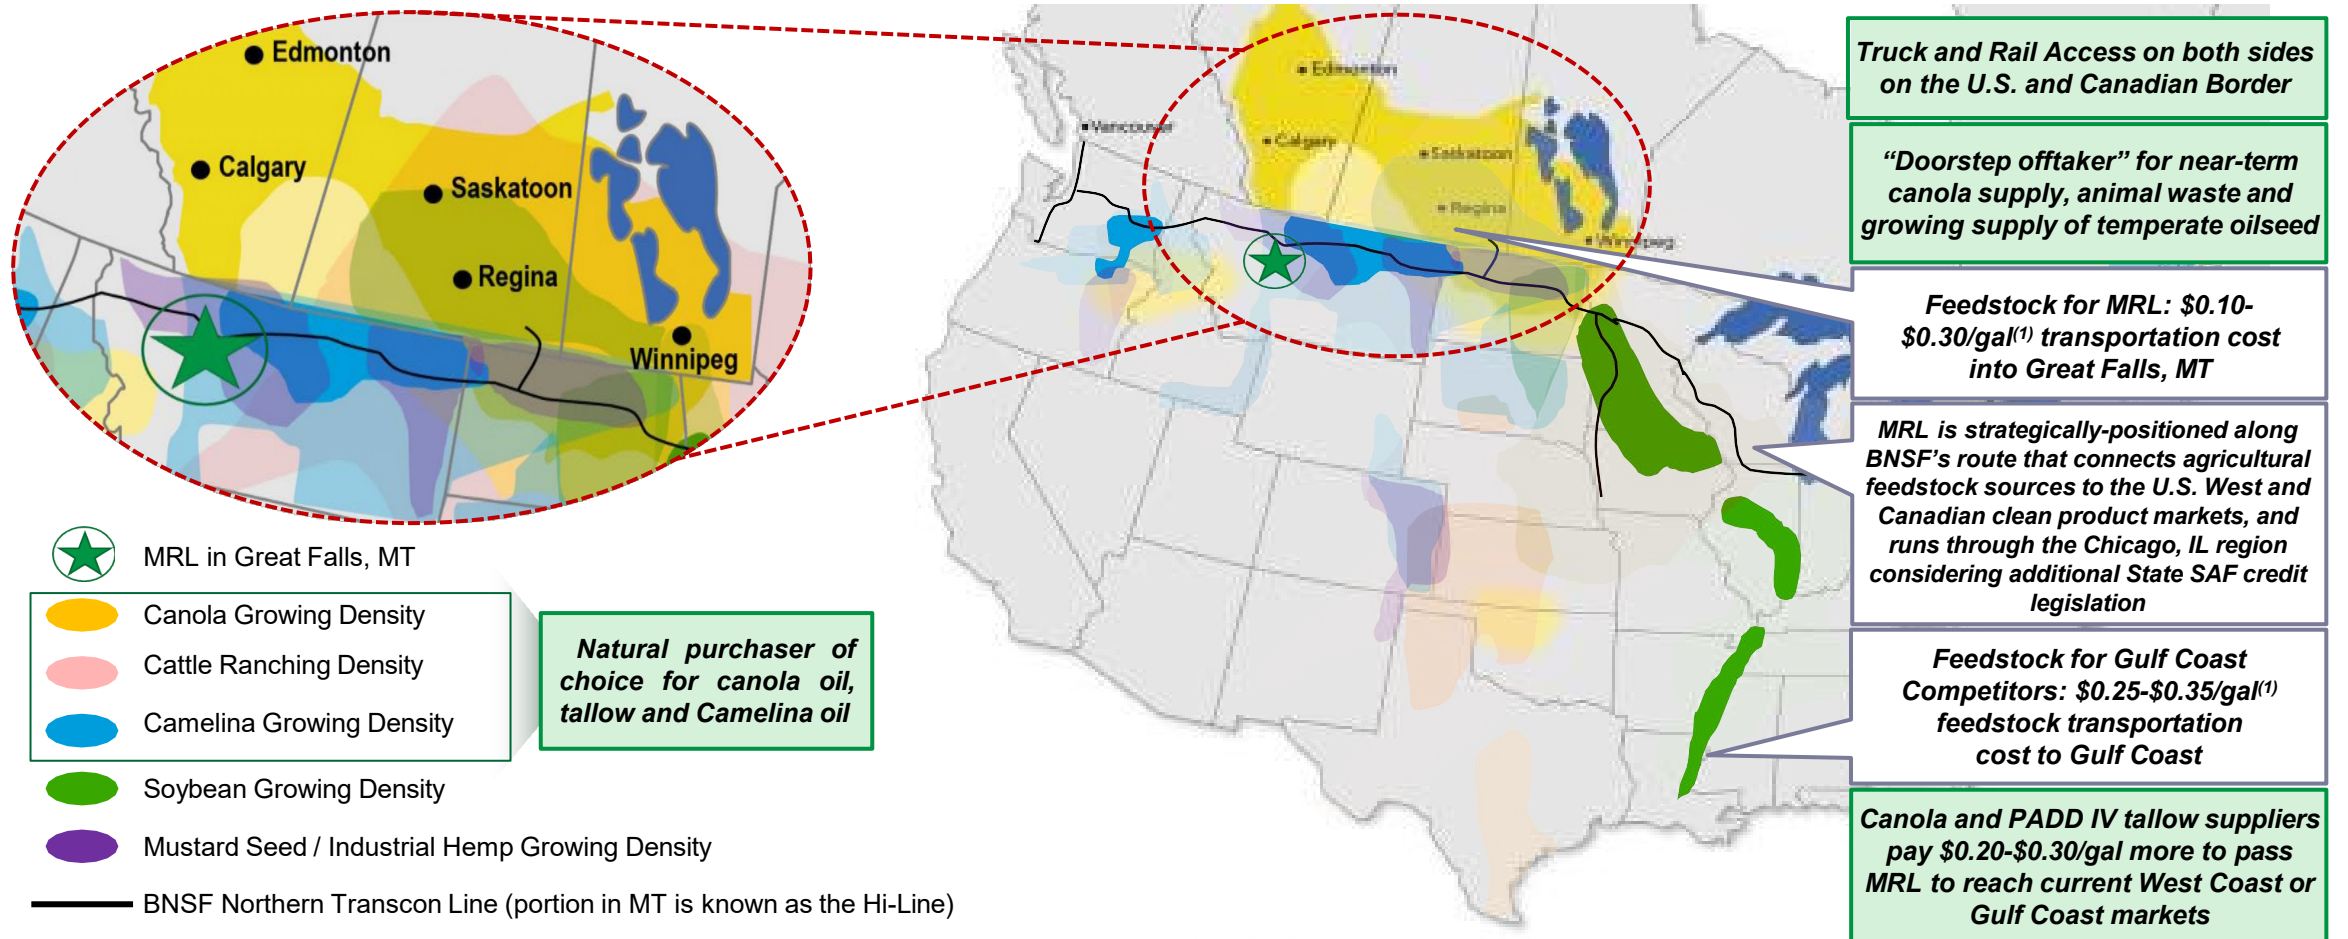 Edmonton
Calgary
Saskatoon
Regina
Winnipeg
MRL in Great Falls, MT
Canola Growing Density
Cattle Ranching Density
Camelina Growing Density
Soybean Growing Density
Mustard Seed / Industrial Hemp Growing Density
BNSF Northern Transcon Line (portion in MT is known as the Hi-Line)
Natural purchaser of
choice for canola oil,
tallow and Camelina oil
Edmonton
Vancouver
Calgary
Saskatoon
Regina
Winnipeg
Truck and Rail Access on both sides
on the U.S. and Canadian Border
“Doorstep offtaker” for near-term
canola supply, animal waste and
growing supply of temperate oilseed
Feedstock for MRL: $0.10-
$0.30/gal(1) transportation cost
into Great Falls, MT
MRL is strategically-positioned along
BNSF’s route that connects agricultural
feedstock sources to the U.S. West and
Canadian clean product markets, and
runs through the Chicago, IL region
considering additional State SAF credit
legislation
Feedstock for Gulf Coast
Competitors: $0.25-$0.35/gal(1)
feedstock transportation
cost to Gulf Coast
Canola and PADD IV tallow suppliers
pay $0.20-$0.30/gal more to pass
MRL to reach current West Coast or
Gulf Coast markets